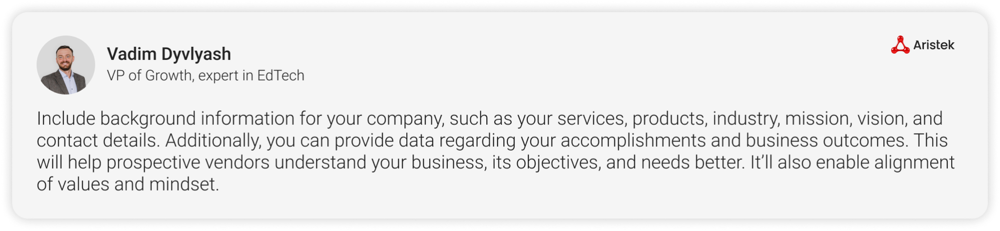 Vadim Dyvlyash
VP of Growth, expert in EdTech
Aristek
Include background information for your company, such as your services, products, industry, mission, vision, and
contact details. Additionally, you can provide data regarding your accomplishments and business outcomes. This
will help prospective vendors understand your business, its objectives, and needs better. It’ll also enable alignment
of values and mindset.